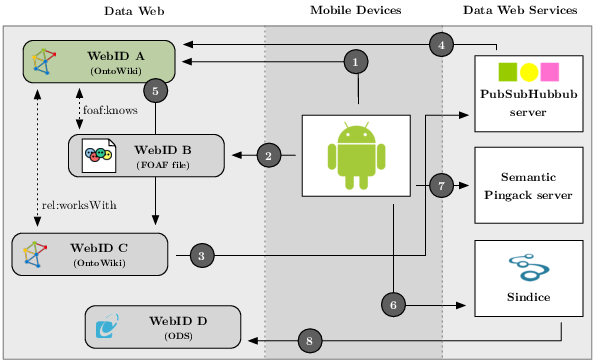 Data Web
Mobile Devices
Data Web Services
WebID A
(OntoWiki)
1
4
5
foaf:knows
PubSubHubbub
server
WebID B
(FOAF file)
2
7
Semantic
Pingack server
rel:worksWith
WebID C
(OntoWiki)
3
6
Sindice
WebID D
(ODS)
8